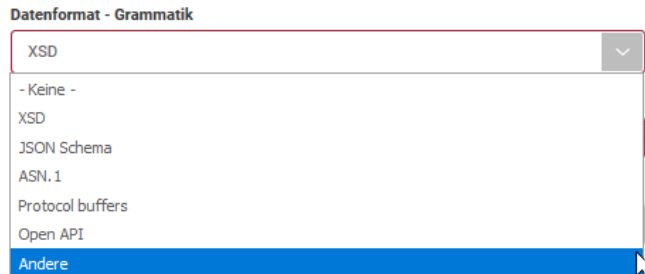 Datenformat - Grammatik
XSD
- Keine -
XSD
JSON Schema
ASN.1
Protocol buffers
Open API
Andere